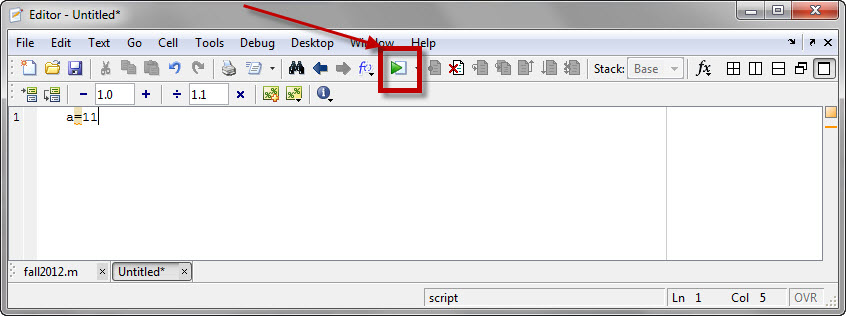 Editor - Untitled*
File Edit Text Go Cell Tools Debug Desktop Window Help
Stack: Base fx
1.0 1.1
1 a=11
fall2012.m Untitled*
script Ln 1 Col 5 OVR